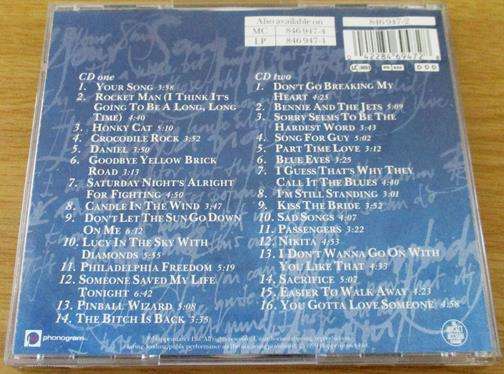 Also available on
MC 846 947-4
LP 846 947-1
846 947-2
CD one
1. YOUR SONG 3:58
2. ROCKET MAN (I THINK IT'S
GOING TO BE A LONG, LONG
TIME) 4:40
3. HONKY CAT 5:10
4. CROCODILE ROCK 3:52
5. DANIEL 3:50
6. GOODBYE YELLOW BRICK
ROAD 3:13
7. SATURDAY NIGHT'S ALRIGHT
FOR FIGHTING 4:50
8. CANDLE IN THE WIND 3:47
9. DON'T LET THE SUN GO DOWN
ON ME 6:12
10. LUCY IN THE SKY WITH
DIAMONDS 5:55
11. PHILADELPHIA FREEDOM 5:19
12. SOMEONE SAVED MY LIFE
TONIGHT 6:42
13. PINBALL WIZARD 5:08
14. THE BITCH IS BACK 3:35
CD two
1. DON'T GO BREAKING MY
HEART 4:25
2. BENNIE AND THE JETS 5:09
3. SORRY SEEMS TO BE THE
HARDEST WORD 3:43
4. SONG FOR GUY 5:02
5. PART TIME LOVE 3:12
6. BLUE EYES 3:25
7. I GUESS THAT'S WHY THEY
CALL IT THE BLUES 4:40
8. I'M STILL STANDING 3:01
9. KISS THE BRIDE 3:52
10. SAD SONGS 4:07
11. PASSENGERS 3:22
12. NIKITA 4:53
13. I DON'T WANNA GO ON WITH
YOU LIKE THAT 4:33
14. SACRIFICE 5:07
15. EASIER TO WALK AWAY 4:23
16. YOU GOTTA LOVE SOMEONE 4:58
phonogram